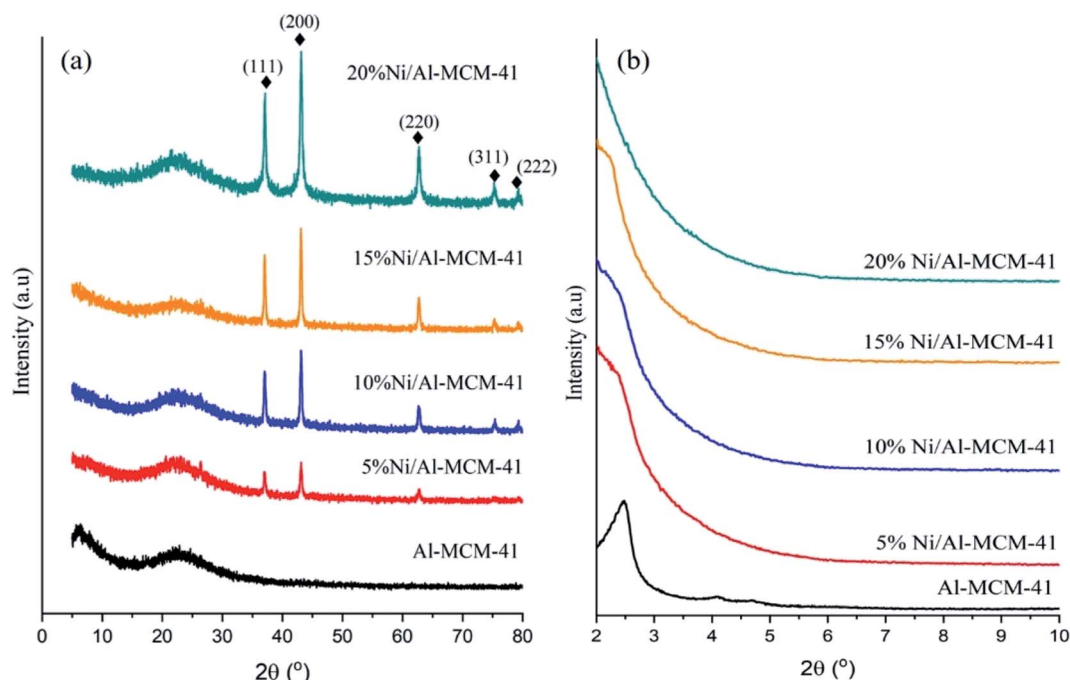 (a)
(200)
(111)
20%Ni/Al-MCM-41
(220)
(311)
(222)
15%Ni/Al-MCM-41
10%Ni/Al-MCM-41
5%Ni/Al-MCM-41
Al-MCM-41
Intensity (a.u)
0 10 20 30 40 50 60 70 80
2θ (º)
(b)
20% Ni/Al-MCM-41
15% Ni/Al-MCM-41
10% Ni/Al-MCM-41
5% Ni/Al-MCM-41
Al-MCM-41
Intensity (a.u)
2 3 4 5 6 7 8 9 10
2θ (º)